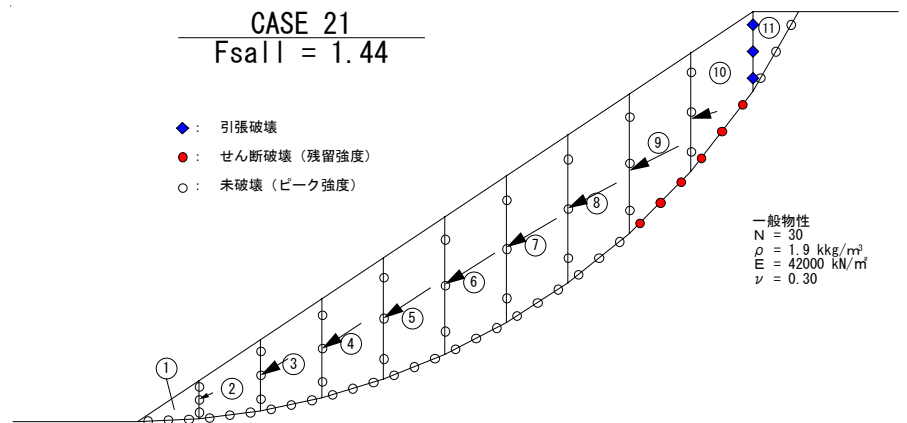 CASE 21
Fsall = 1.44
： 引張破壊
： せん断破壊（残留強度）
： 未破壊（ピーク強度）
一般物性
N = 30
ρ = 1.9 kkg/m³
E = 42000 kN/㎡
ν = 0.30
11
10
9
8
7
6
5
4
3
2
1